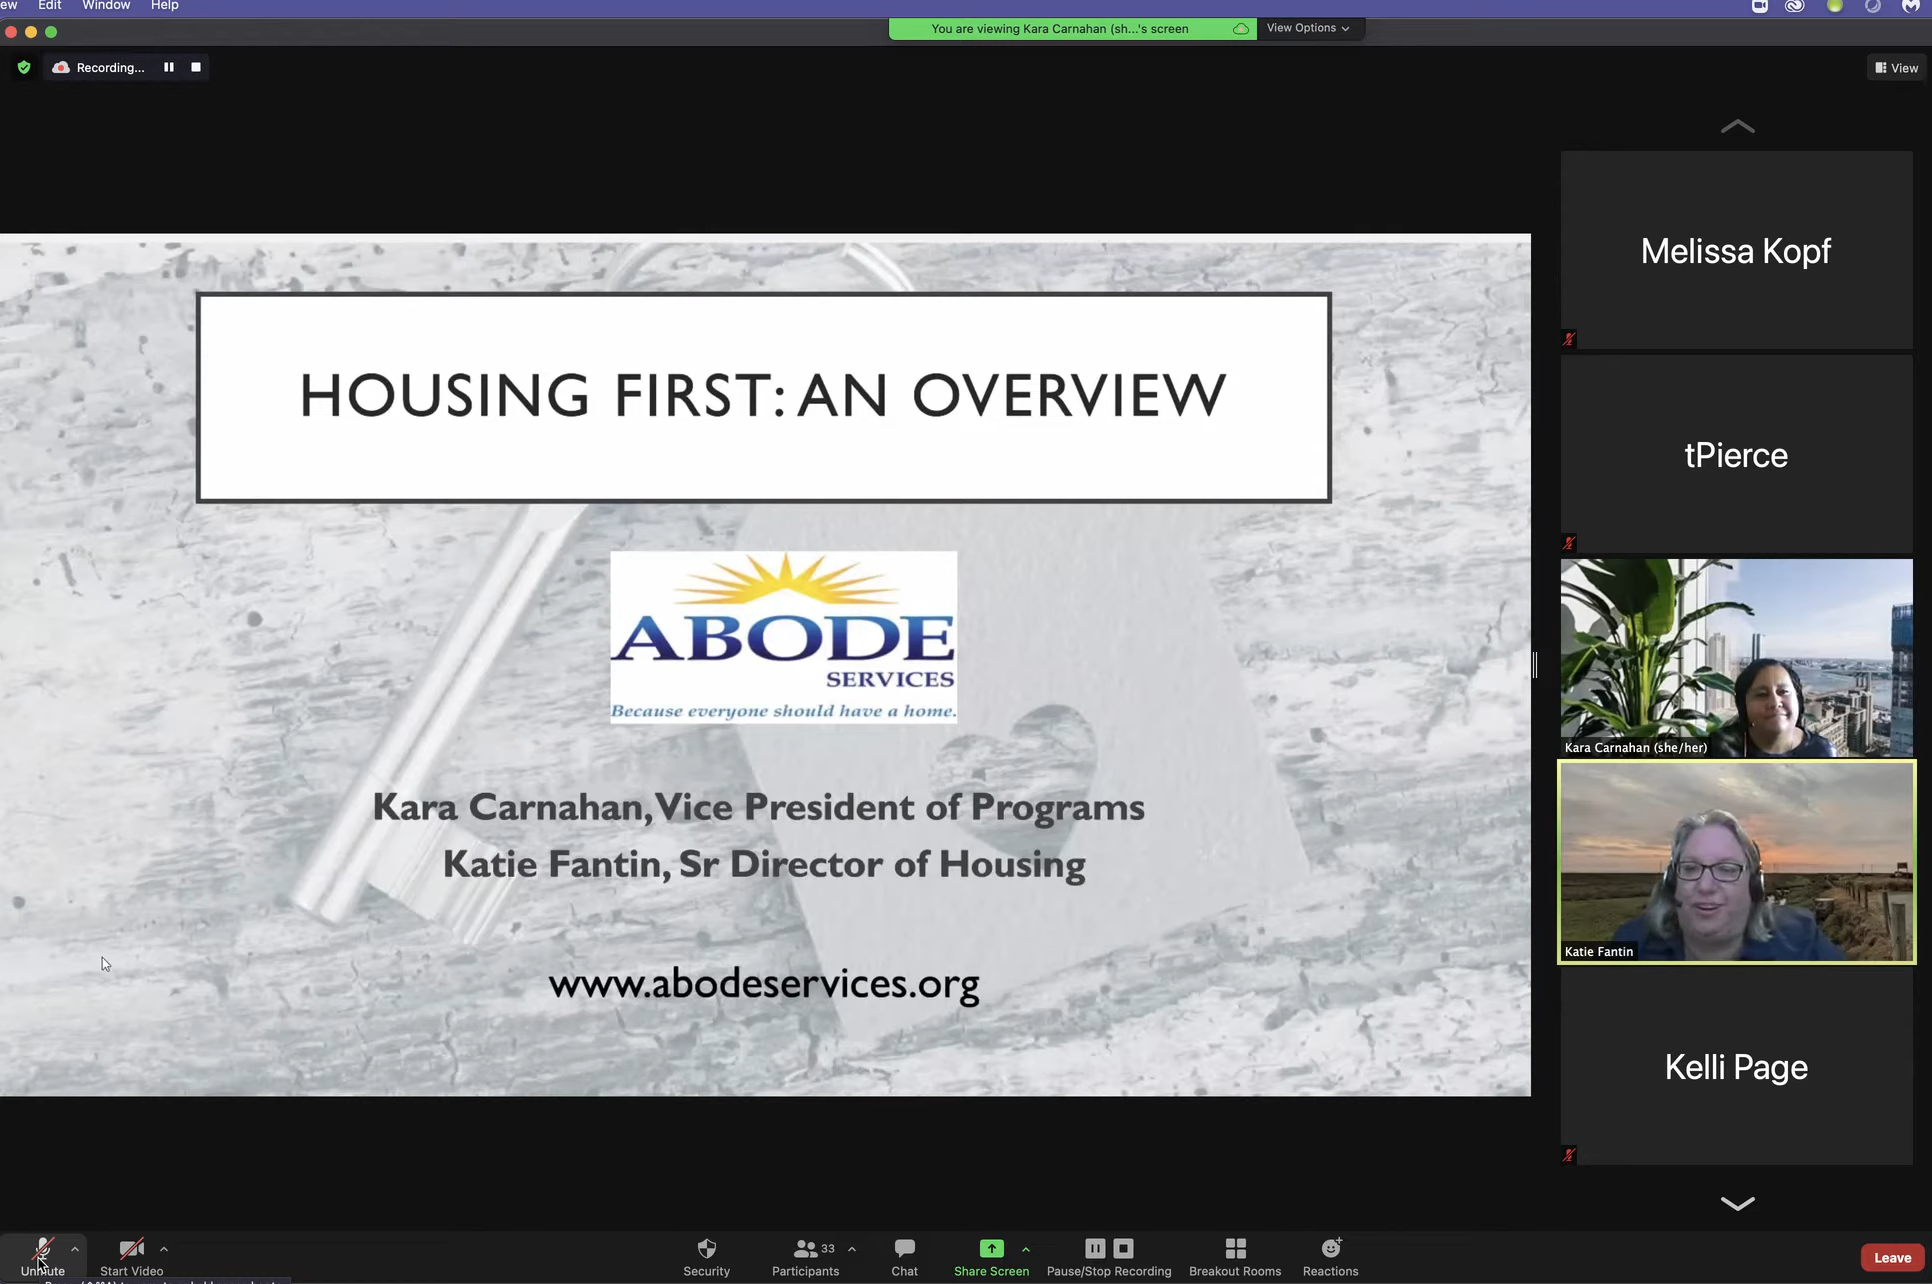 Edit Window Help
You are viewing Kara Carnahan (sh...'s screen
View Options
Recording...
View
HOUSING FIRST: AN OVERVIEW
ABODE
SERVICES
Because everyone should have a home.
Kara Carnahan, Vice President of Programs
Katie Fantin, Sr Director of Housing
www.abodeservices.org
Melissa Kopf
tPierce
Kara Carnahan (she/her)
Katie Fantin
Kelli Page
Unmute
Start Video
Security
Participants
33
Chat
Share Screen
Pause/Stop Recording
Breakout Rooms
Reactions
Leave